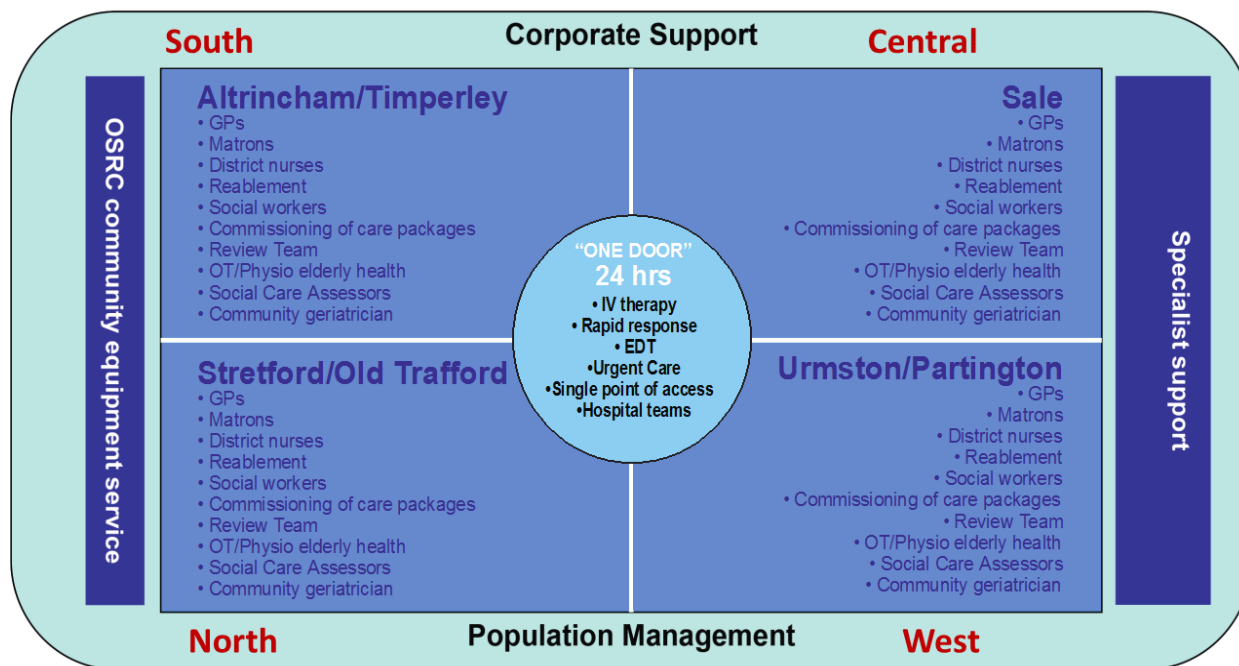 South
Corporate Support
Central
OSRC community equipment service
Altrincham/Timperley
• GPs
• Matrons
• District nurses
• Reablement
• Social workers
• Commissioning of care packages
• Review Team
• OT/Physio elderly health
• Social Care Assessors
• Community geriatrician
Sale
• GPs
• Matrons
• District nurses
• Reablement
• Social workers
• Commissioning of care packages
• Review Team
• OT/Physio elderly health
• Social Care Assessors
• Community geriatrician
“ONE DOOR”
24 hrs
• IV therapy
• Rapid response
• EDT
•Urgent Care
•Single point of access
•Hospital teams
Stretford/Old Trafford
• GPs
• Matrons
• District nurses
• Reablement
• Social workers
• Commissioning of care packages
• Review Team
• OT/Physio elderly health
• Social Care Assessors
• Community geriatrician
Urmston/Partington
• GPs
• Matrons
• District nurses
• Reablement
• Social workers
• Commissioning of care packages
• Review Team
• OT/Physio elderly health
• Social Care Assessors
• Community geriatrician
Specialist support
North
Population Management
West